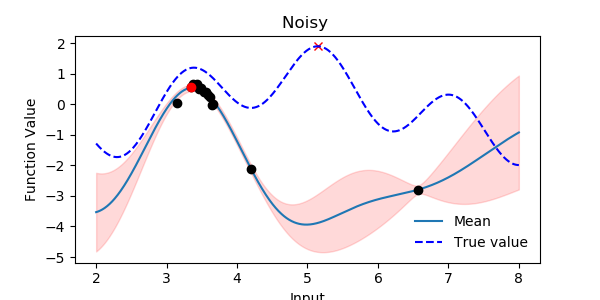 Noisy
Function Value
2
1
0
−1
−2
−3
−4
−5
2 3 4 5 6 7 8
Input
Mean
True value